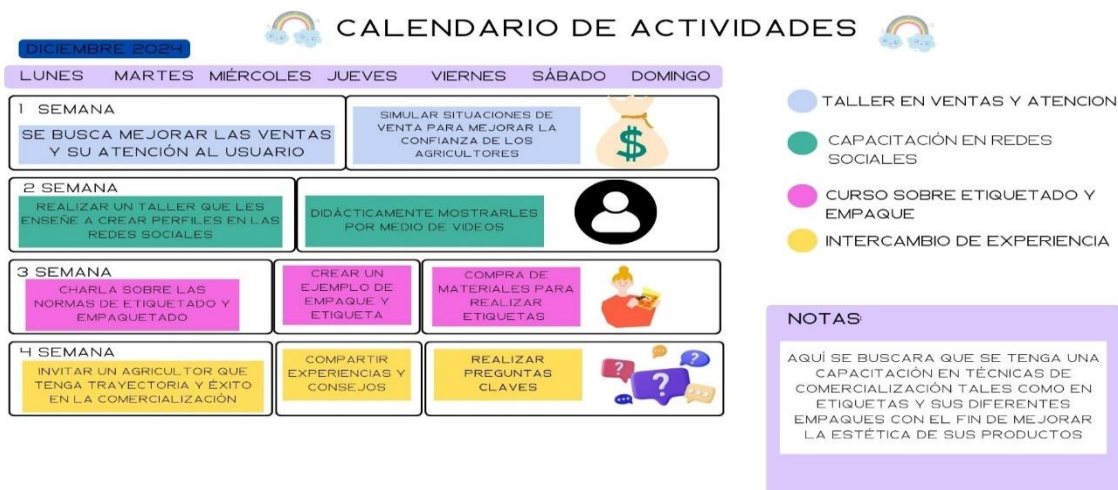 CALENDARIO DE ACTIVIDADES
DICIEMBRE 2024
LUNES MARTES MIÉRCOLES JUEVES VIERNES SÁBADO DOMINGO
1 SEMANA
SE BUSCA MEJORAR LAS VENTAS
Y SU ATENCIÓN AL USUARIO
SIMULAR SITUACIONES DE
VENTA PARA MEJORAR LA
CONFIANZA DE LOS
AGRICULTORES
$
2 SEMANA
REALIZAR UN TALLER QUE LES
ENSEÑE A CREAR PERFILES EN LAS
REDES SOCIALES
DIDÁCTICAMENTE MOSTRARLES
POR MEDIO DE VIDEOS
3 SEMANA
CHARLA SOBRE LAS
NORMAS DE ETIQUETADO Y
EMPAQUETADO
CREAR UN
EJEMPLO DE
EMPAQUE Y
ETIQUETA
COMPRA DE
MATERIALES PARA
REALIZAR
ETIQUETAS
4 SEMANA
INVITAR UN AGRICULTOR QUE
TENGA TRAYECTORIA Y ÉXITO
EN LA COMERCIALIZACIÓN
COMPARTIR
EXPERIENCIAS Y
CONSEJOS
REALIZAR
PREGUNTAS
CLAVES
? ? ?
TALLER EN VENTAS Y ATENCION
CAPACITACIÓN EN REDES
SOCIALES
CURSO SOBRE ETIQUETADO Y
EMPAQUE
INTERCAMBIO DE EXPERIENCIA
NOTAS:
AQUÍ SE BUSCARA QUE SE TENGA UNA
CAPACITACIÓN EN TÉCNICAS DE
COMERCIALIZACIÓN TALES COMO EN
ETIQUETAS Y SUS DIFERENTES
EMPAQUES CON EL FIN DE MEJORAR
LA ESTÉTICA DE SUS PRODUCTOS